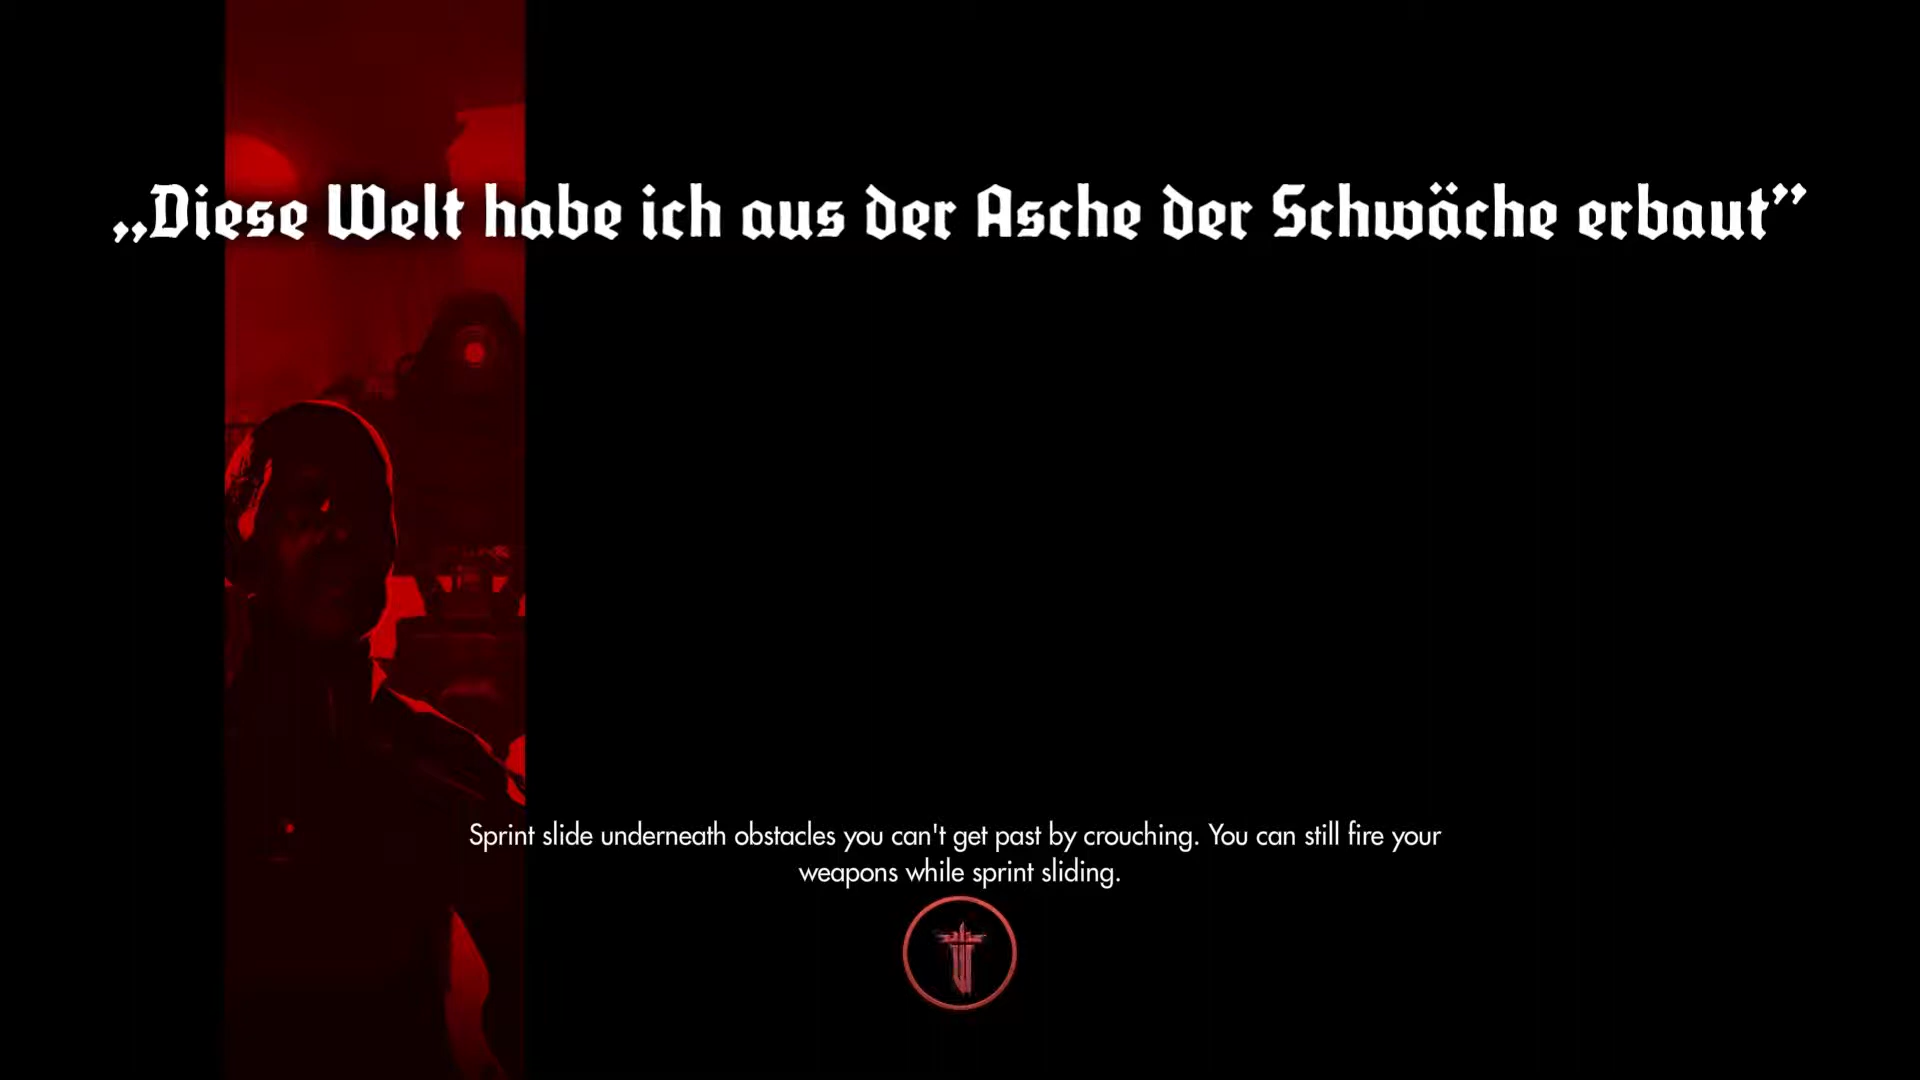 „Diese Welt habe ich aus der Asche der Schwäche erbaut”
Sprint slide underneath obstacles you can't get past by crouching. You can still fire your
weapons while sprint sliding.